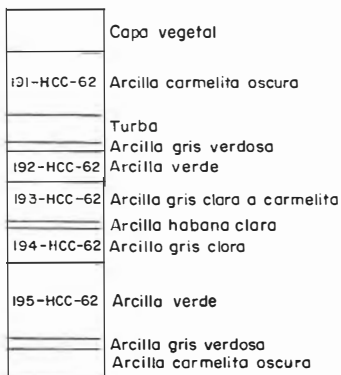 Capa vegetal
191-HCC-62 Arcilla carmelita oscura
Turba
Arcilla gris verdosa
192-HCC-62 Arcilla verde
193-HCC-62 Arcilla gris clara a carmelita
Arcilla habana clara
194-HCC-62 Arcilla gris clara
195-HCC-62 Arcilla verde
Arcilla gris verdosa
Arcilla carmelita oscura